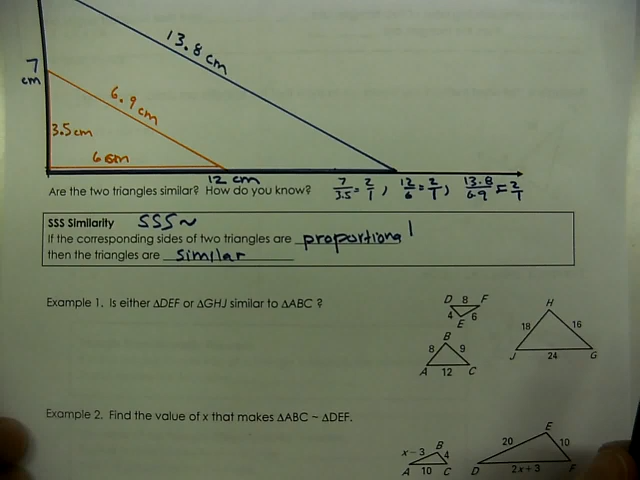 13.8 cm
7
cm
6.9 cm
3.5cm
6cm
12 cm
Are the two triangles similar? How do you know? 7/3.5 = 2/1, 12/6 = 2/1, 13.8/6.9 = 2/1
SSS Similarity SSS~
If the corresponding sides of two triangles are proportional
then the triangles are similar
Example 1. Is either ΔDEF or ΔGHJ similar to ΔABC ?
D 8 F
4 6
E
H
18 16
J 24 G
B
8 9
A 12 C
Example 2. Find the value of x that makes ΔABC ~ ΔDEF.
B
x-3 4
A 10 C
E
20 10
D 2x+3 F